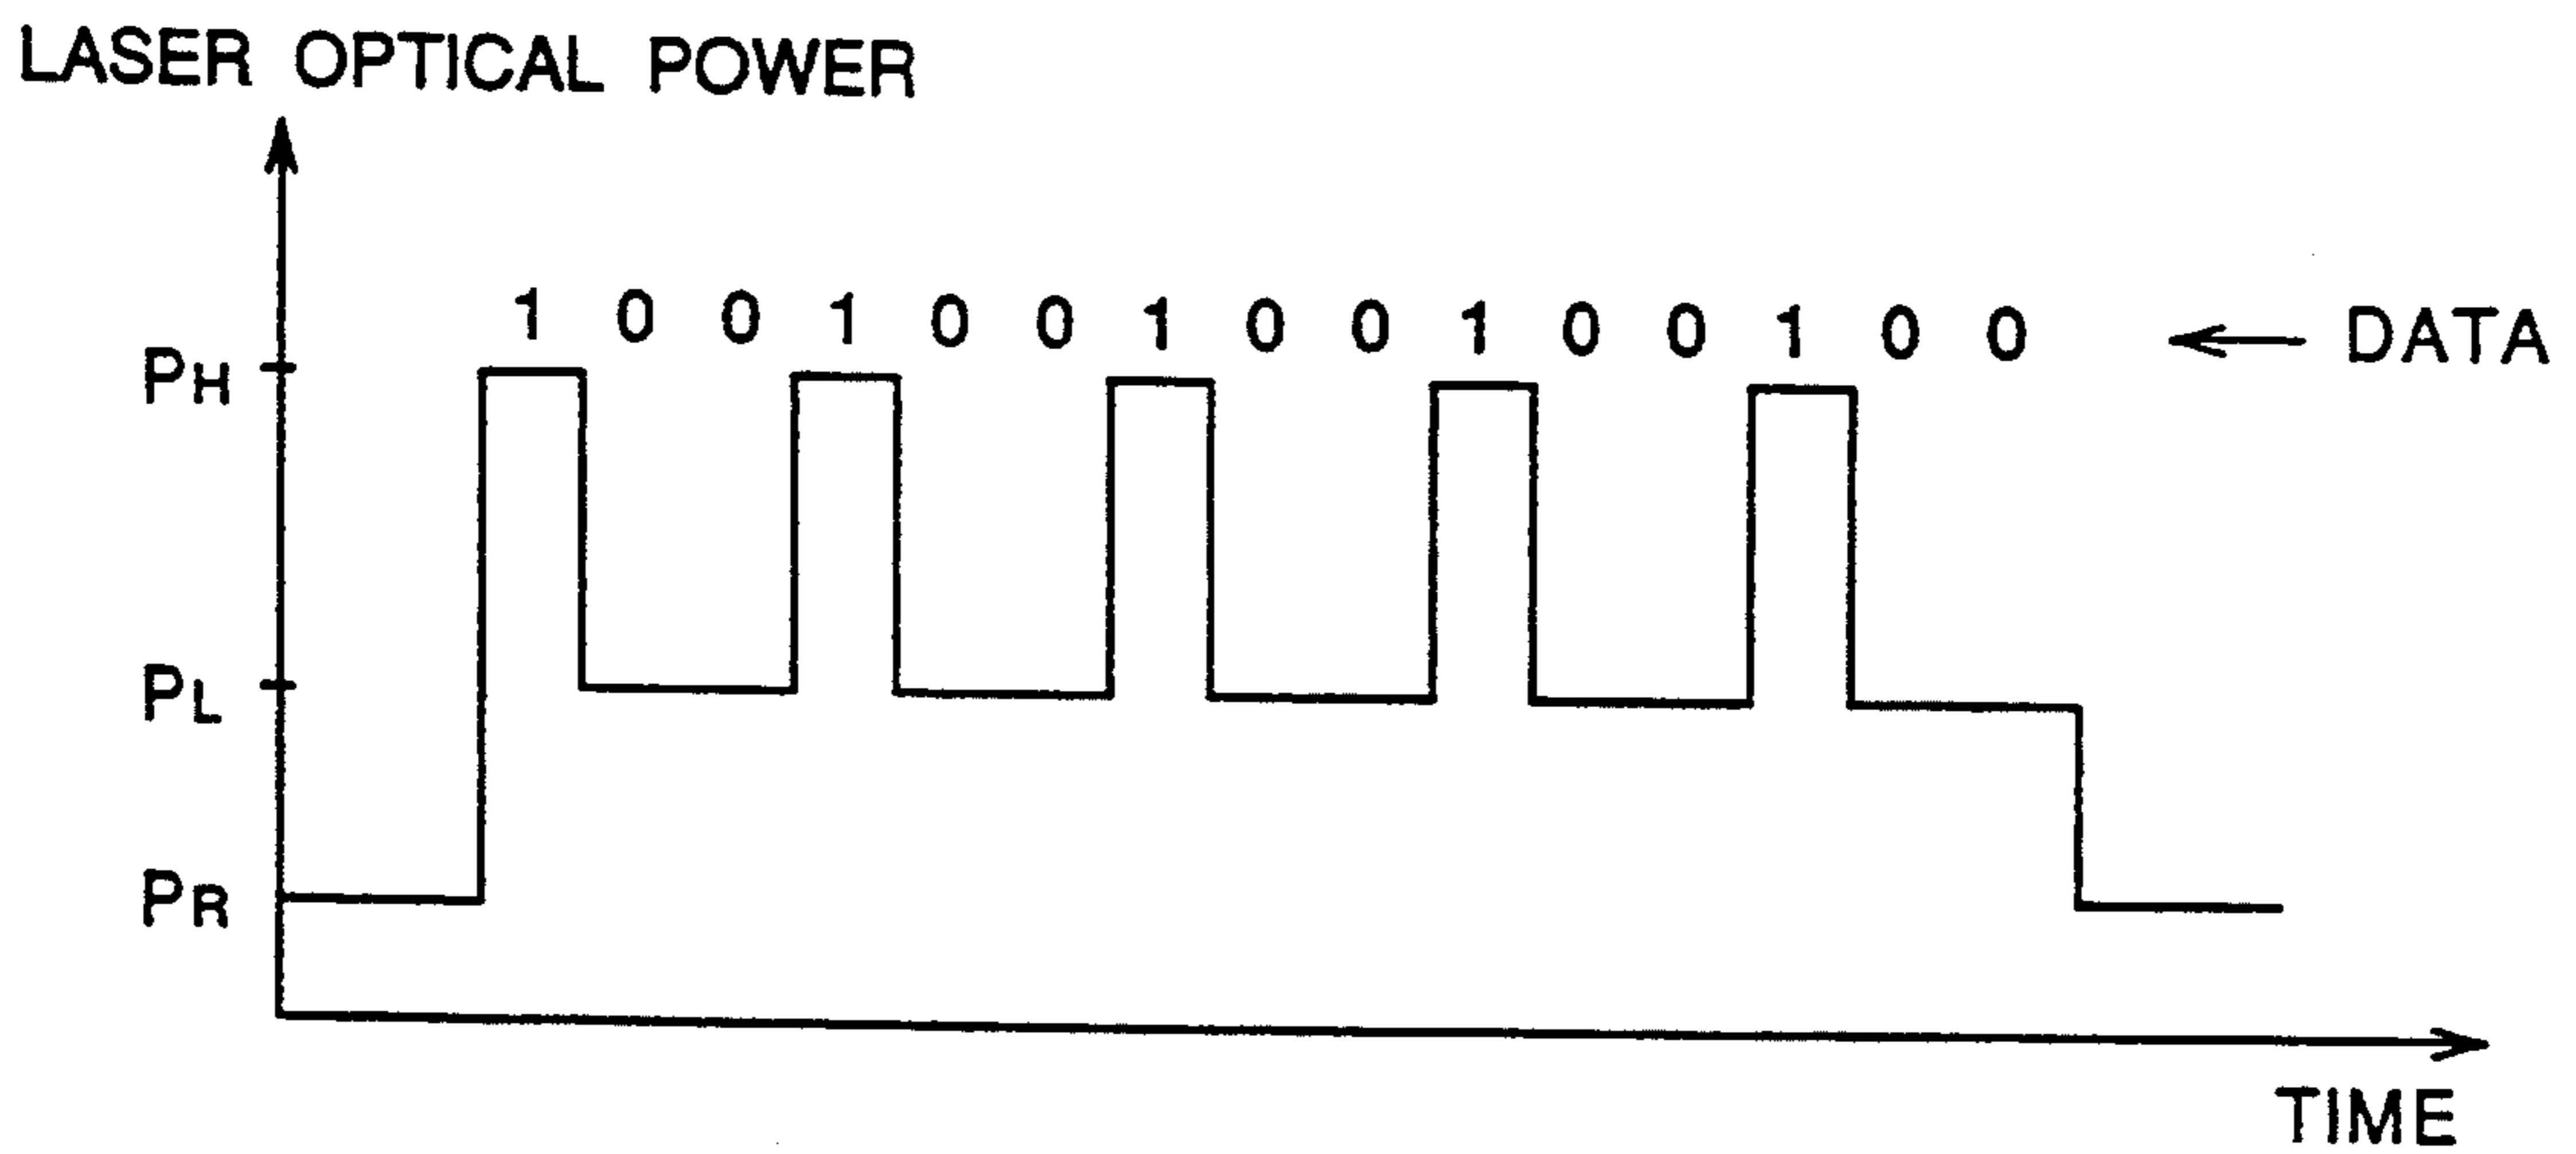 LASER OPTICAL POWER
1 0 0 1 0 0 1 0 0 1 0 0 1 0 0 ← DATA
PH
PL
PR
TIME